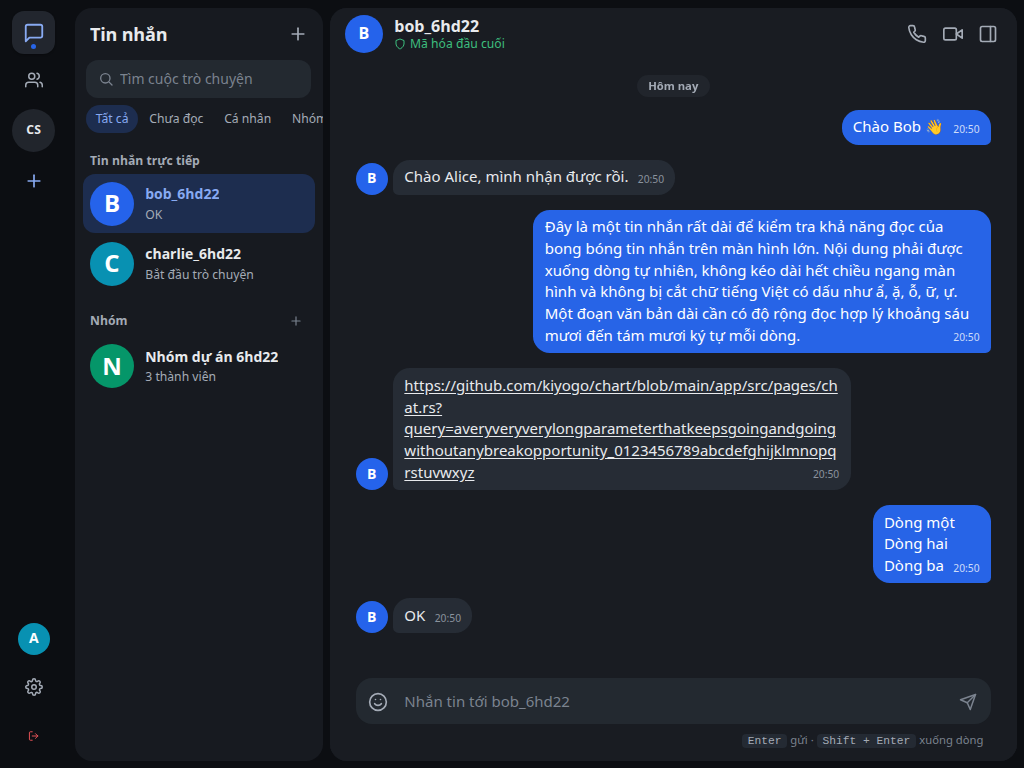 CS
A
Tin nhắn
Tìm cuộc trò chuyện
Tất cả
Chưa đọc
Cá nhân
Nhóm
Tin nhắn trực tiếp
B
bob_6hd22
OK
C
charlie_6hd22
Bắt đầu trò chuyện
Nhóm
N
Nhóm dự án 6hd22
3 thành viên
B
bob_6hd22
Mã hóa đầu cuối
Hôm nay
Chào Bob 👋 20:50
B
Chào Alice, mình nhận được rồi. 20:50
Đây là một tin nhắn rất dài để kiểm tra khả năng đọc của
bong bóng tin nhắn trên màn hình lớn. Nội dung phải được
xuống dòng tự nhiên, không kéo dài hết chiều ngang màn
hình và không bị cắt chữ tiếng Việt có dấu như ẩ, ặ, ỗ, ữ, ự.
Một đoạn văn bản dài cần có độ rộng đọc hợp lý khoảng sáu
mươi đến tám mươi ký tự mỗi dòng. 20:50
https://github.com/kiyogo/chart/blob/main/app/src/pages/ch
at.rs?
query=averyveryverylongparameterthatkeepsgoingandgoing
withoutanybreakopportunity_0123456789abcdefghijklmnopq
rstuvwxyz 20:50
B
Dòng một
Dòng hai
Dòng ba 20:50
B
OK 20:50
Nhắn tin tới bob_6hd22
Enter gửi · Shift + Enter xuống dòng